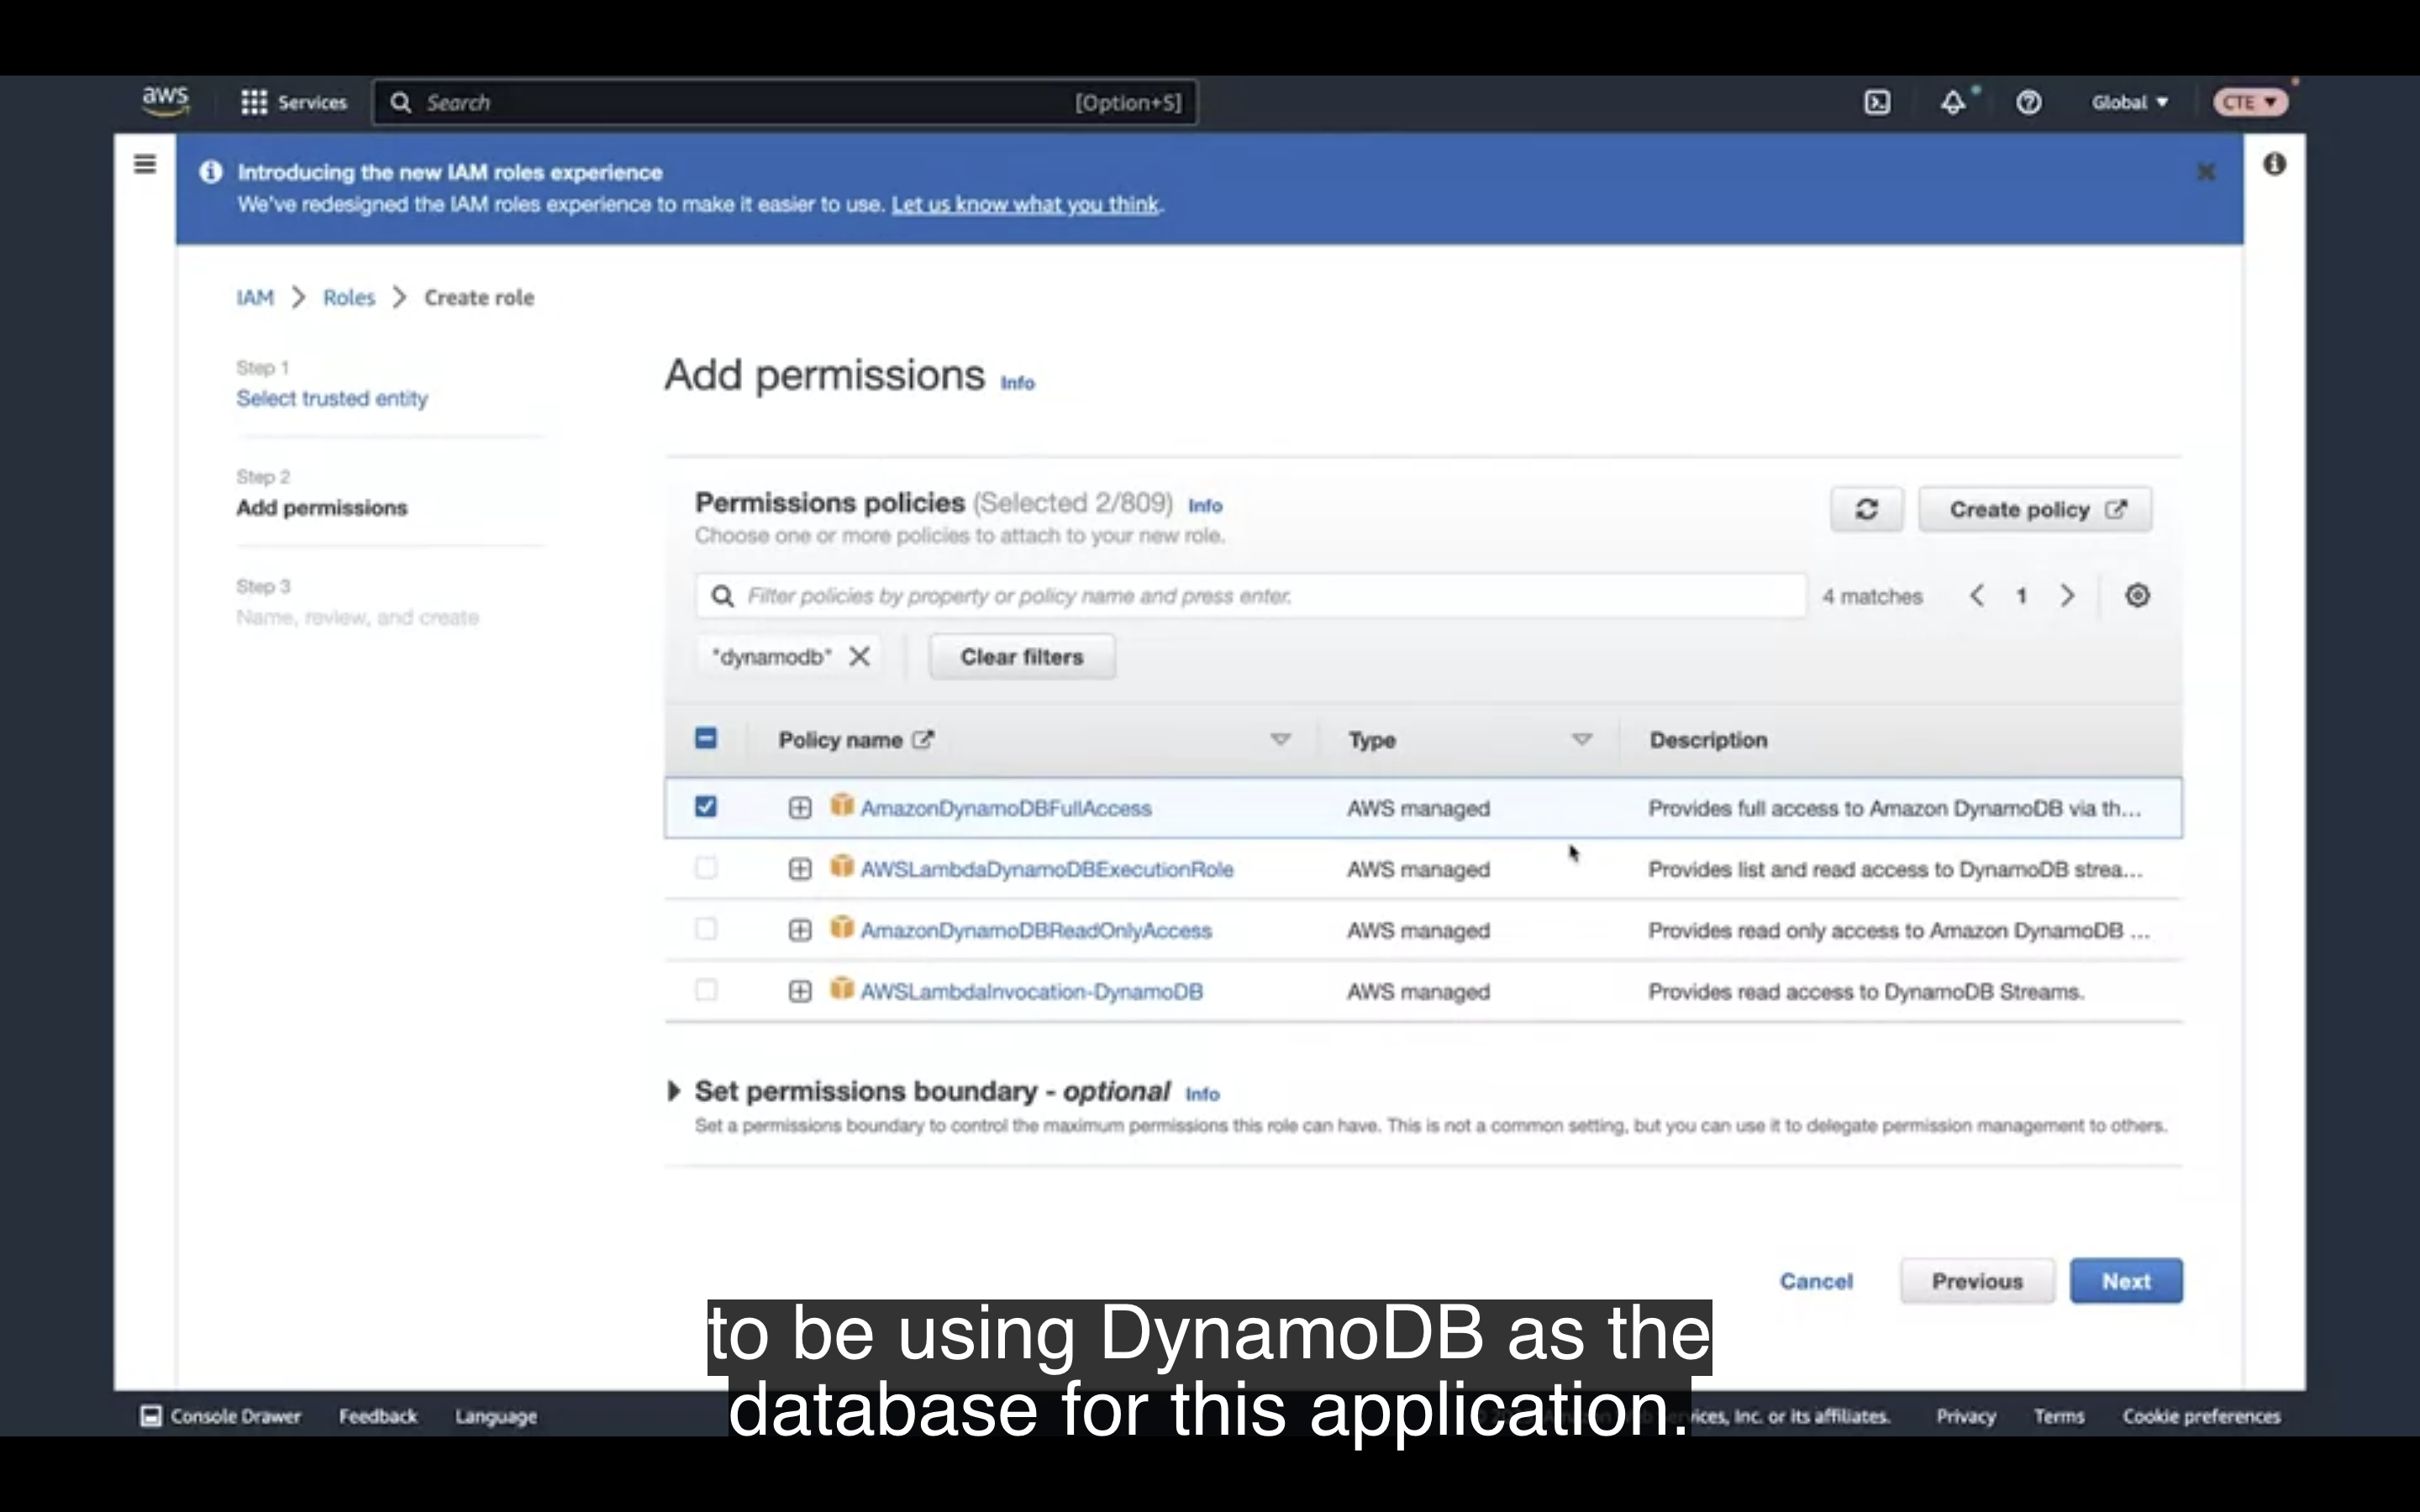 aws
Services
Search
[Option+S]
Global
CTE
Introducing the new IAM roles experience
We've redesigned the IAM roles experience to make it easier to use. Let us know what you think.
IAM > Roles > Create role
Step 1
Select trusted entity
Step 2
Add permissions
Step 3
Name, review, and create
Add permissions Info
Permissions policies (Selected 2/809) Info
Choose one or more policies to attach to your new role.
Create policy
Filter policies by property or policy name and press enter.
4 matches
1
"dynamodb"
Clear filters
Policy name Type Description
AmazonDynamoDBFullAccess AWS managed Provides full access to Amazon DynamoDB via th...
AWSLambdaDynamoDBExecutionRole AWS managed Provides list and read access to DynamoDB strea...
AmazonDynamoDBReadOnlyAccess AWS managed Provides read only access to Amazon DynamoDB ...
AWSLambdaInvocation-DynamoDB AWS managed Provides read access to DynamoDB Streams.
Set permissions boundary - optional Info
Set a permissions boundary to control the maximum permissions this role can have. This is not a common setting, but you can use it to delegate permission management to others.
Cancel
Previous
Next
to be using DynamoDB as the
database for this application.
Console Drawer
Feedback
Language
Inc. or its affiliates.
Privacy
Terms
Cookie preferences